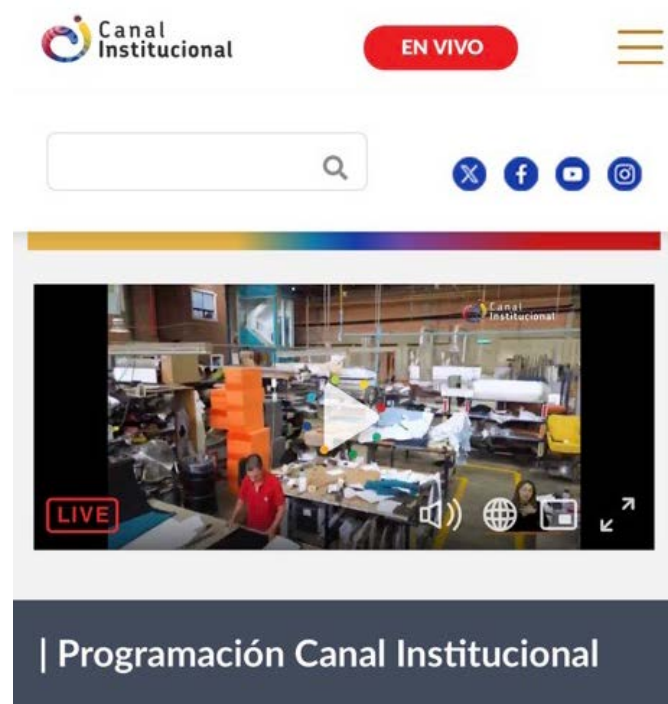 Canal
Institucional
EN VIVO
Canal
Institucional
LIVE
| Programación Canal Institucional